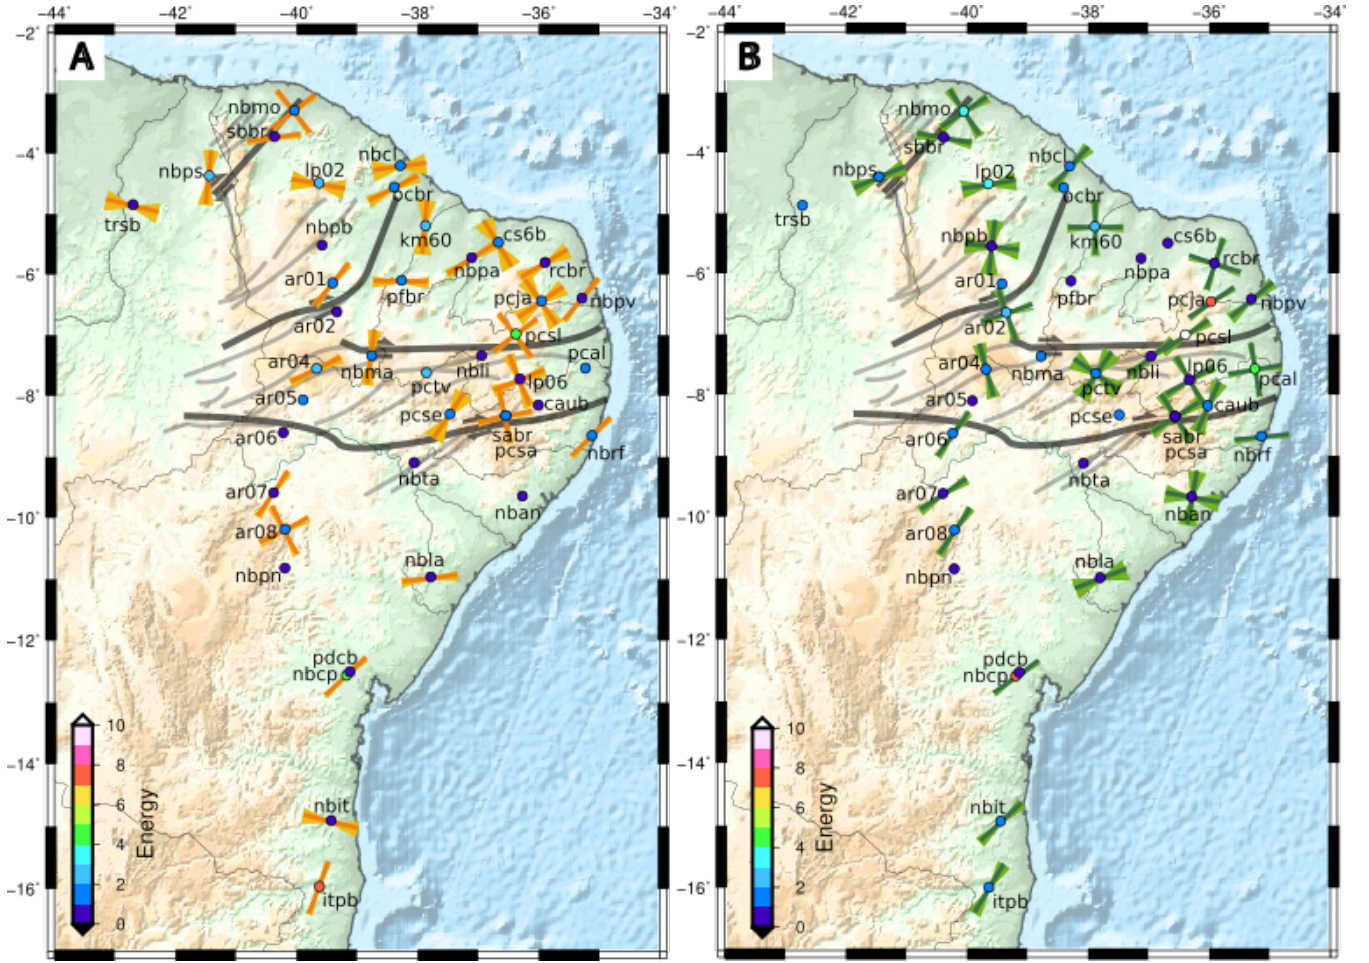 −42˚ −40˚ −38˚ −36˚ −34˚
−2˚
−4˚
−6˚
−8˚
−10˚
−12˚
−14˚
−16˚
A
nbmo
sbbr
nbps
lp02
nbcl
ocbr
trsb
nbpb
km60
cs6b
nbpa
rcbr
ar01
pfbr
pcja
nbpv
ar02
pcsl
ar04
nbma
nbli
pcal
pctv
lp06
ar05
pcse
caub
ar06
sabr
pcsa
nbrf
nbta
ar07
nban
ar08
nbpn
nbla
pdcb
nbcp
nbit
itpb
10
8
6
4
2
0
Energy
−42˚ −40˚ −38˚ −36˚ −34˚
−2˚
−4˚
−6˚
−8˚
−10˚
−12˚
−14˚
−16˚
B
nbmo
sbbr
nbps
lp02
nbcl
ocbr
trsb
nbpb
km60
cs6b
nbpa
rcbr
ar01
pfbr
pcja
nbpv
ar02
pcsl
ar04
nbma
nbli
pcal
pctv
lp06
ar05
pcse
caub
ar06
sabr
pcsa
nbrf
nbta
ar07
nban
ar08
nbpn
nbla
pdcb
nbcp
nbit
itpb
10
8
6
4
2
0
Energy